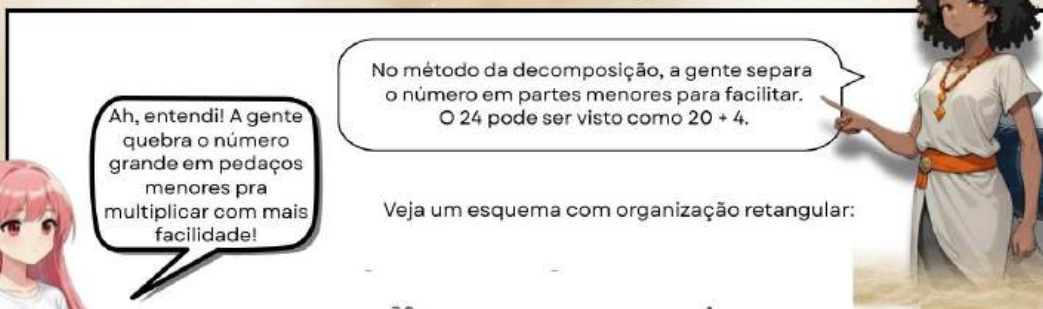 No método da decomposição, a gente separa
o número em partes menores para facilitar.
O 24 pode ser visto como 20 + 4.
Ah, entendi! A gente
quebra o número
grande em pedaços
menores pra
multiplicar com mais
facilidade!
Veja um esquema com organização retangular: